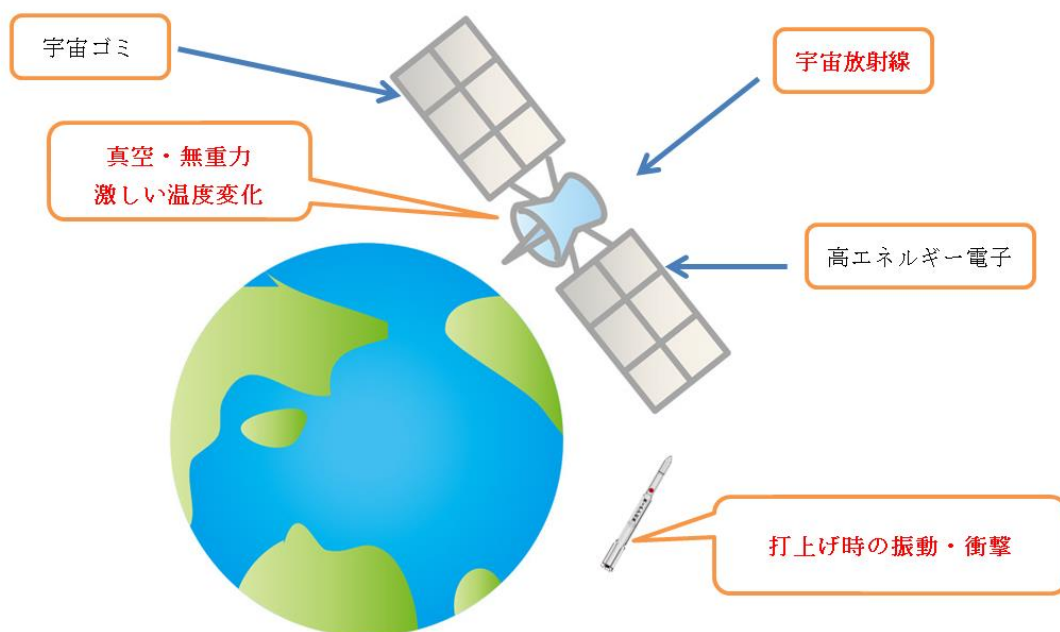 宇宙ゴミ
宇宙放射線
真空・無重力
激しい温度変化
高エネルギー電子
打上げ時の振動・衝撃